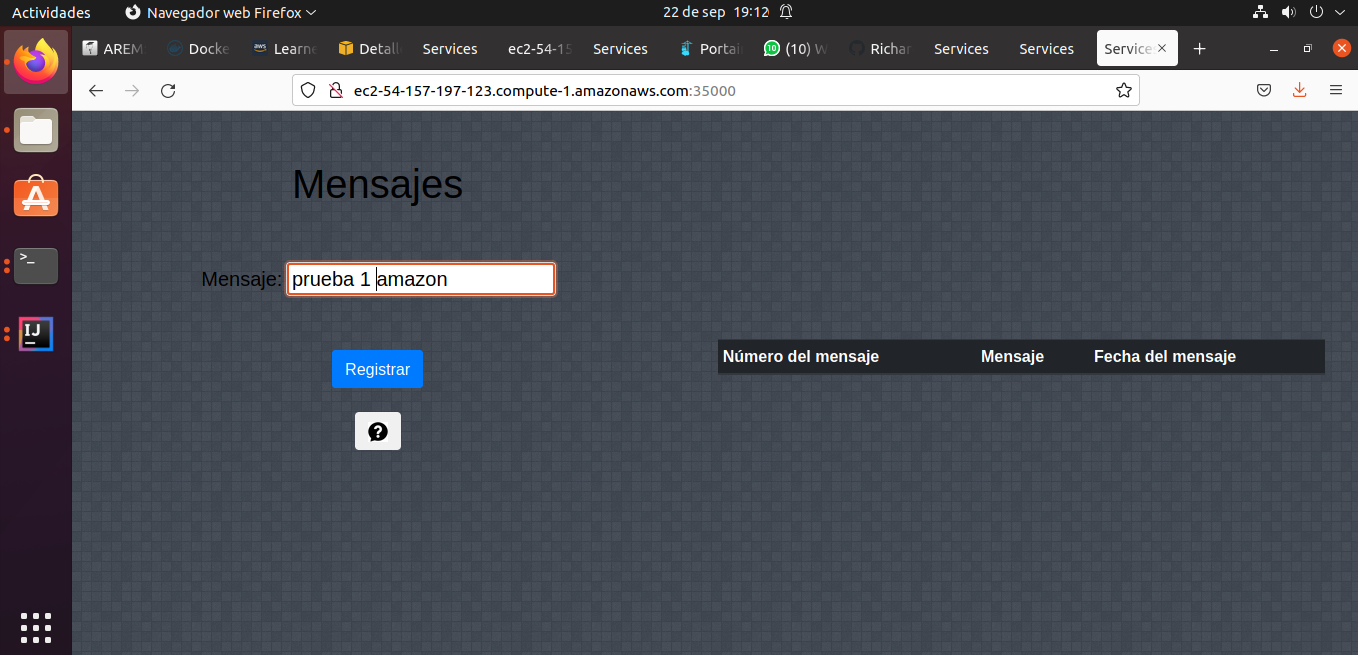 Actividades Navegador web Firefox 22 de sep 19:12
AREM Docke aws Learne Detall Services ec2-54-15 Services Portai 10 (10) W Richar Services Services Service
ec2-54-157-197-123.compute-1.amazonaws.com:35000
Mensajes
Mensaje: prueba 1 amazon
>_
IJ
Número del mensaje Mensaje Fecha del mensaje
Registrar
?